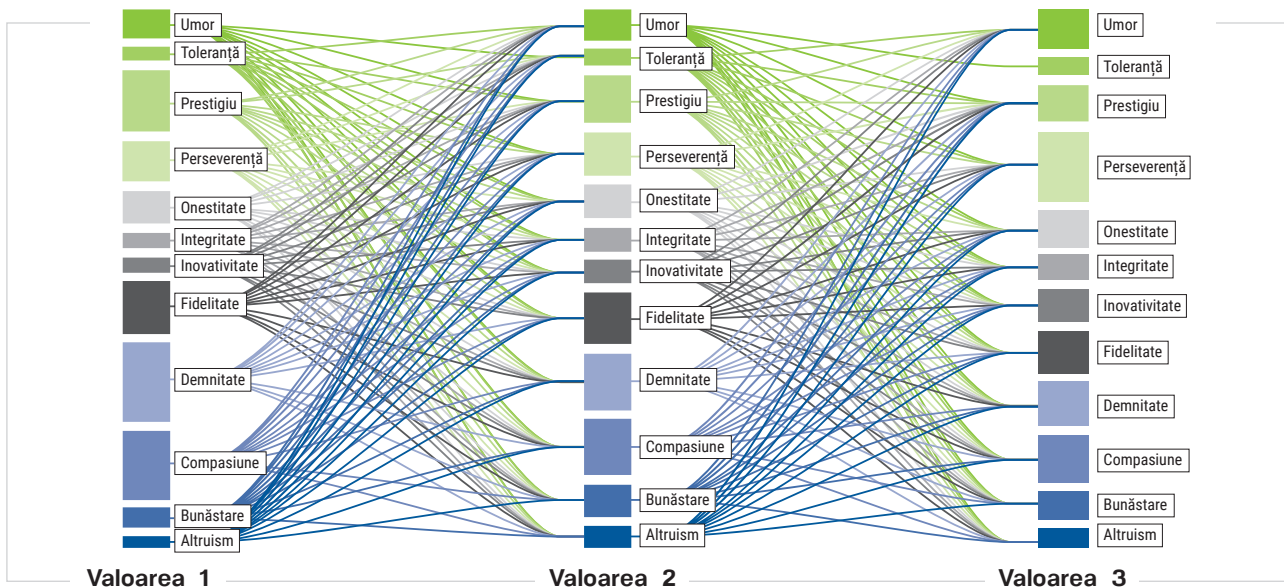 Umor
Toleranță
Prestigiu
Perseverență
Onestitate
Integritate
Inovativitate
Fidelitate
Demnitate
Compasiune
Bunăstare
Altruism
Valoarea 1
Umor
Toleranță
Prestigiu
Perseverență
Onestitate
Integritate
Inovativitate
Fidelitate
Demnitate
Compasiune
Bunăstare
Altruism
Valoarea 2
Umor
Toleranță
Prestigiu
Perseverență
Onestitate
Integritate
Inovativitate
Fidelitate
Demnitate
Compasiune
Bunăstare
Altruism
Valoarea 3